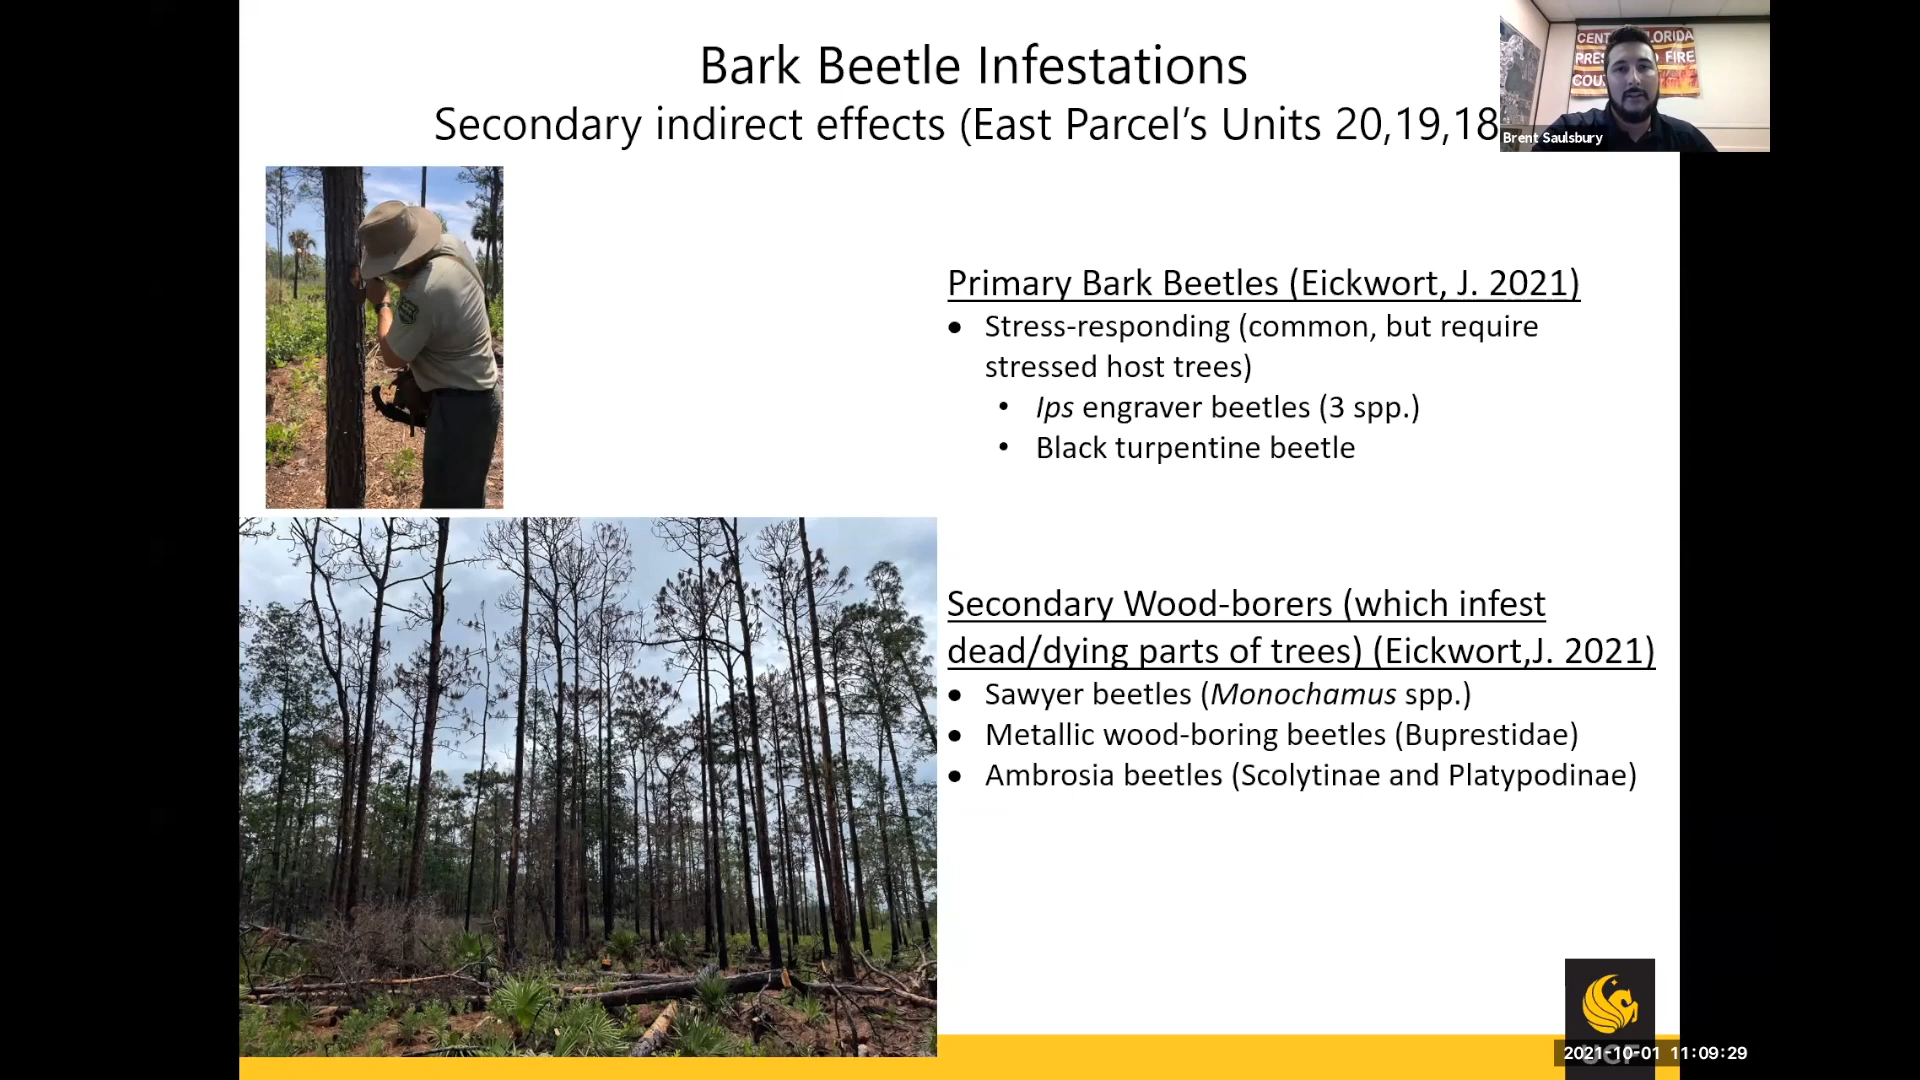 Bark Beetle Infestations
Secondary indirect effects (East Parcel's Units 20,19,18
CENT LORIDA
PRES FIRE
COU
Brent Saulsbury
Primary Bark Beetles (Eickwort, J. 2021)
• Stress-responding (common, but require
stressed host trees)
• Ips engraver beetles (3 spp.)
• Black turpentine beetle
Secondary Wood-borers (which infest
dead/dying parts of trees) (Eickwort,J. 2021)
• Sawyer beetles (Monochamus spp.)
• Metallic wood-boring beetles (Buprestidae)
• Ambrosia beetles (Scolytinae and Platypodinae)
UCF
2021-10-01 11:09:29